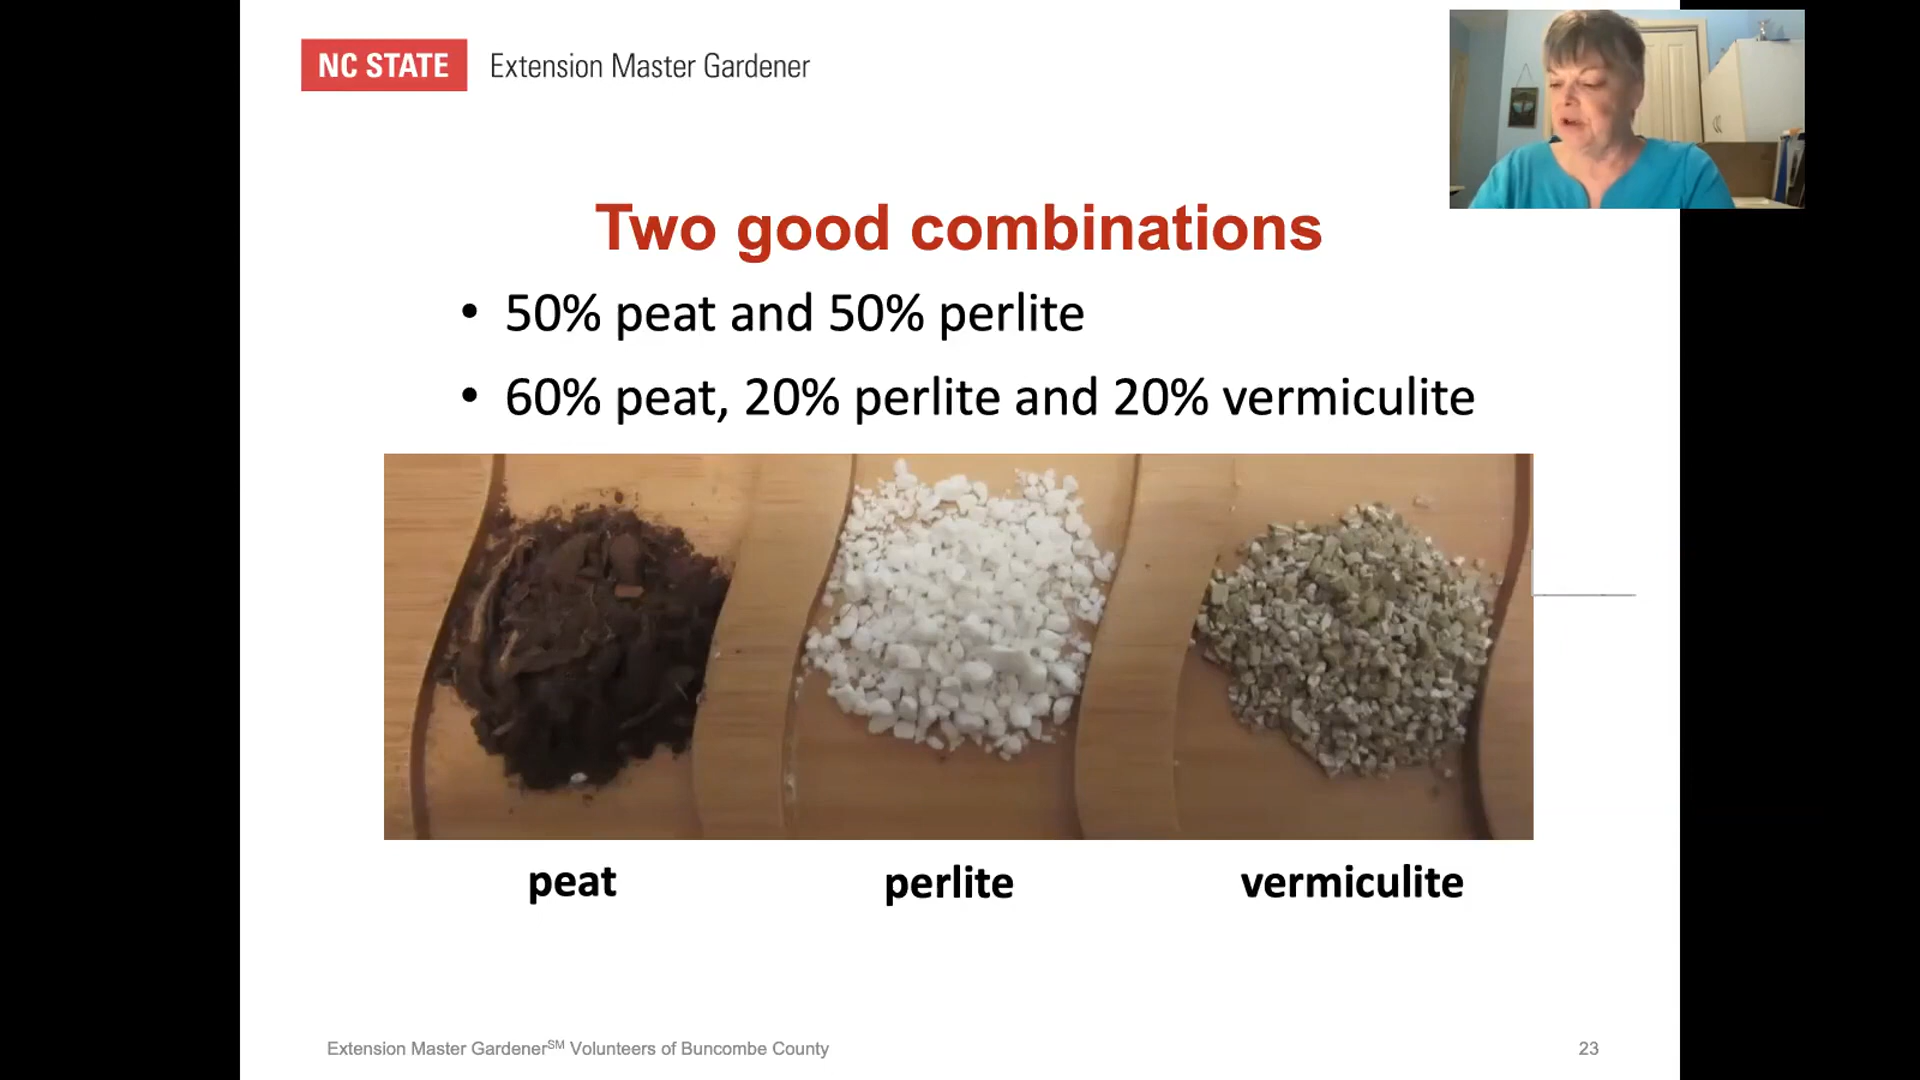 NC STATE Extension Master Gardener
Two good combinations
• 50% peat and 50% perlite
• 60% peat, 20% perlite and 20% vermiculite
peat perlite vermiculite
Extension Master Gardener℠ Volunteers of Buncombe County 23